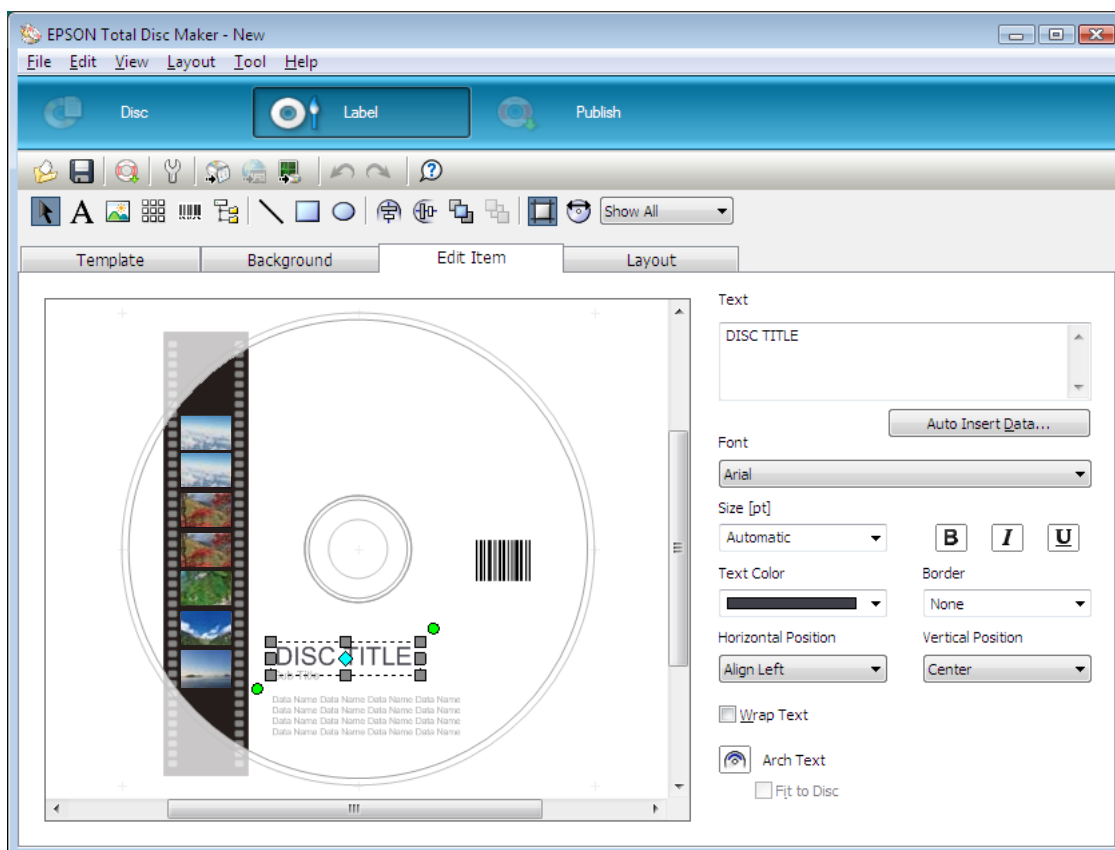 EPSON Total Disc Maker - New
File Edit View Layout Tool Help
Disc Label Publish
A Show All
Template Background Edit Item Layout
Text
DISC TITLE
Auto Insert Data...
Font
Arial
Size [pt]
Automatic B I U
Text Color Border
None
Horizontal Position Vertical Position
Align Left Center
Wrap Text
Arch Text
Fit to Disc
DISC TITLE
Sub Title
Data Name Data Name Data Name Data Name
Data Name Data Name Data Name Data Name
Data Name Data Name Data Name Data Name
Data Name Data Name Data Name Data Name